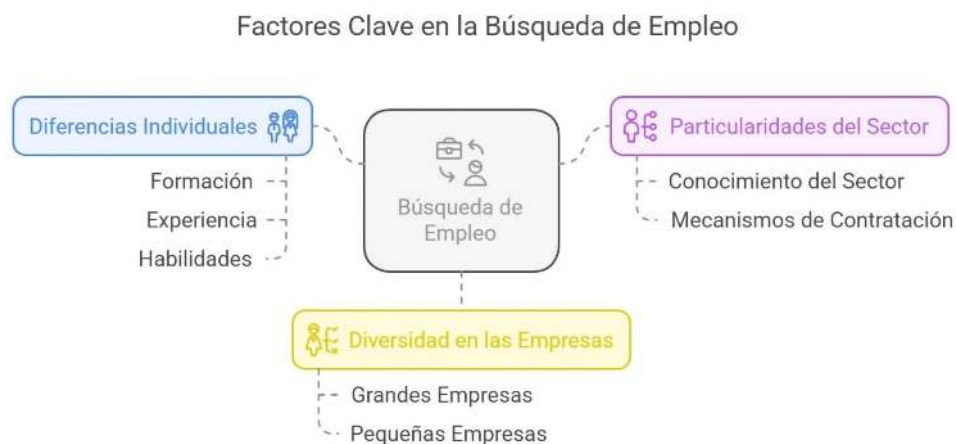 Factores Clave en la Búsqueda de Empleo
Diferencias Individuales
Formación
Experiencia
Habilidades
Búsqueda de
Empleo
Particularidades del Sector
Conocimiento del Sector
Mecanismos de Contratación
Diversidad en las Empresas
Grandes Empresas
Pequeñas Empresas